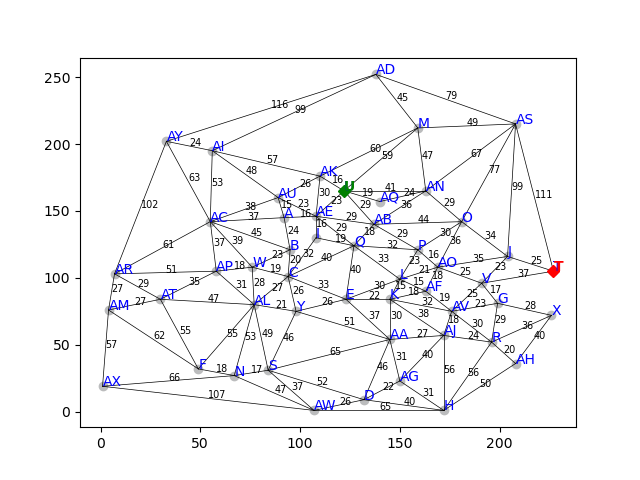 250
200
150
100
50
0
0 50 100 150 200
AD
116 99 45 79
AY M AS
24 AI 60 59 49
57 47 67
102 63 53 48 AK 77
28 16 U 41 AN
AU 19 AQ 24
38 15 23 30 23 29 36 99 111
AC 37 A 16 AE 29 AB 44 29 O
61 37 39 45 24 I 16 29 18 29 30 34
B 19 Q 32 P 36
AR 51 AP 18 W 23 20 32 40 33 23 16 35 J 25 T
29 19 C 40 21 AO 25 23 37
27 AT 35 31 28 27 33 L 18 V
AM 27 47 26 30 15 AF 25 17
AL 21 Y 26 E 22 K 18 19 23 G 28
32 AV X
57 62 55 55 53 49 46 51 37 30 38 18 30 29 36
65 AA 27 AJ 24 R 40
F 18 17 S 46 31 40 20 AH
66 N 52 AG 56 56
AX 47 37 22 31 50
107 AW 26 D 65 40 H